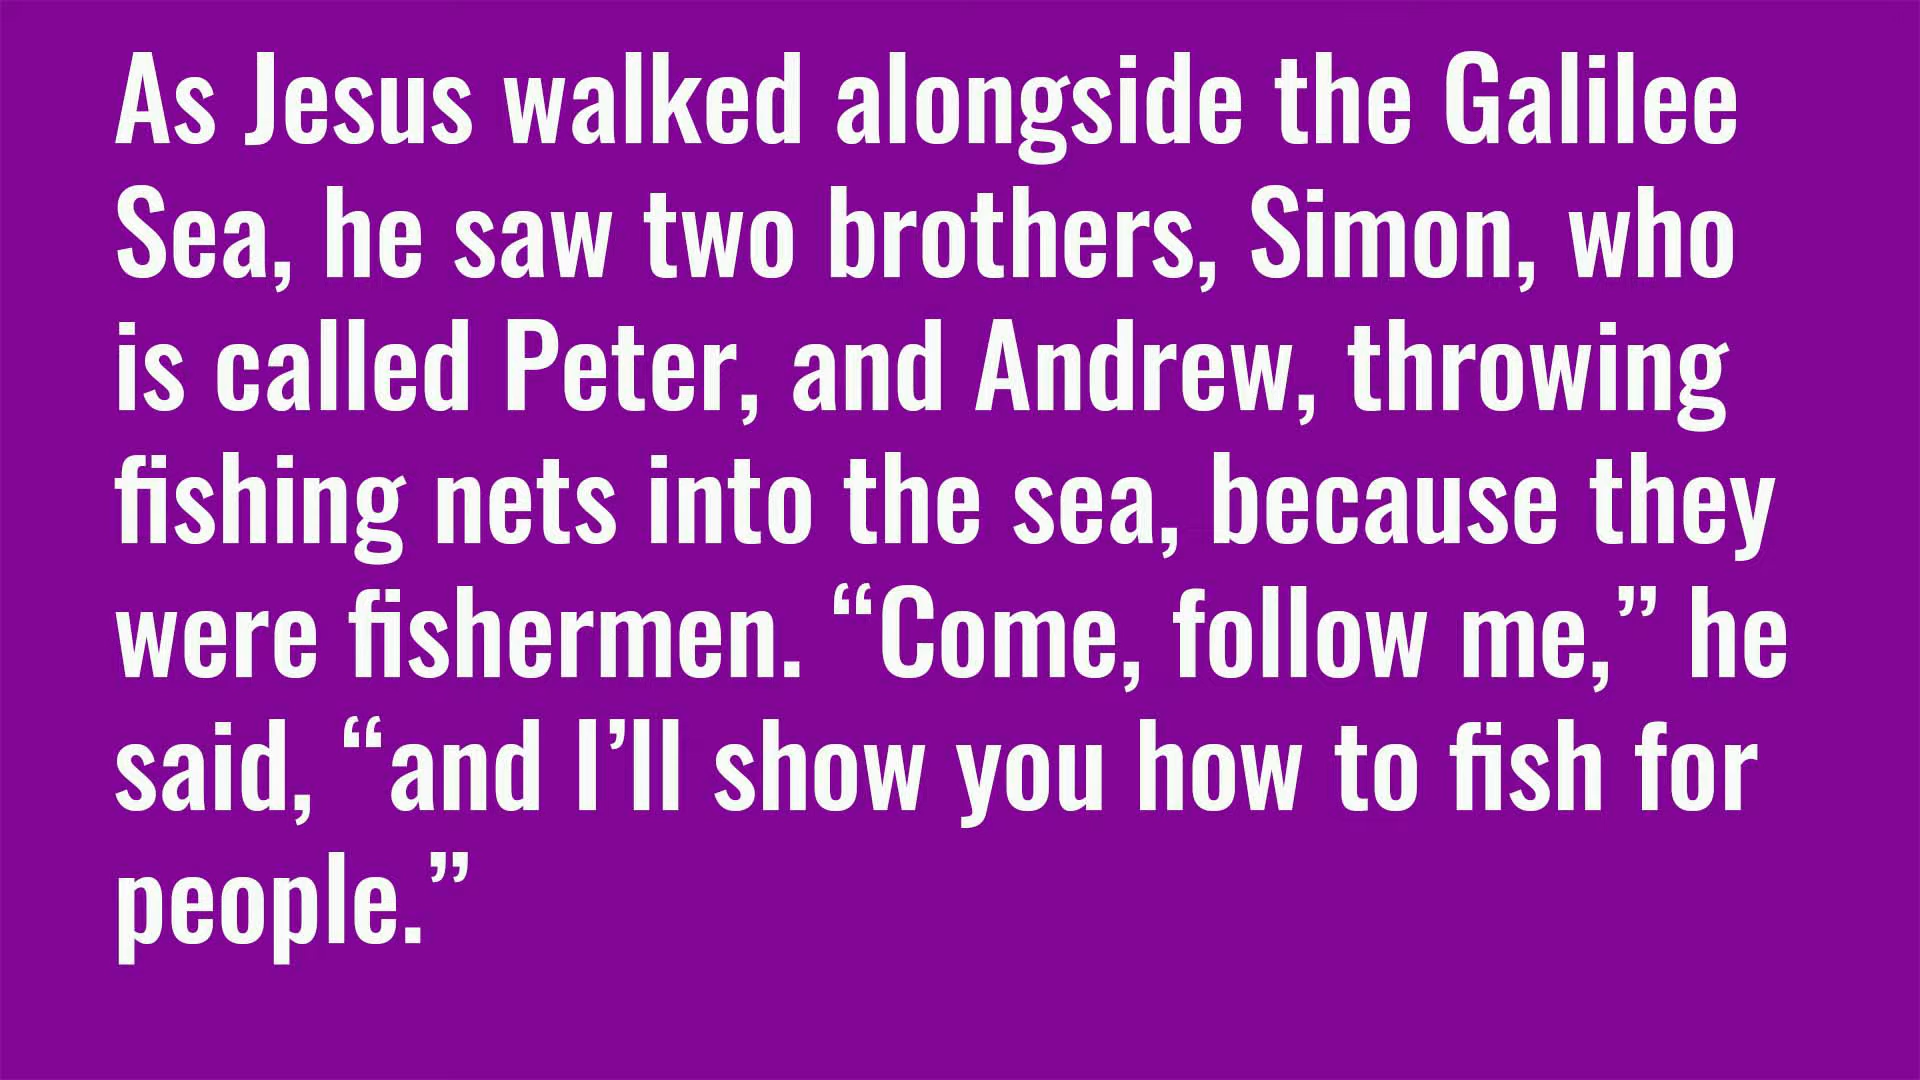 As Jesus walked alongside the Galilee
Sea, he saw two brothers, Simon, who
is called Peter, and Andrew, throwing
fishing nets into the sea, because they
were fishermen. “Come, follow me,” he
said, “and I’ll show you how to fish for
people.”